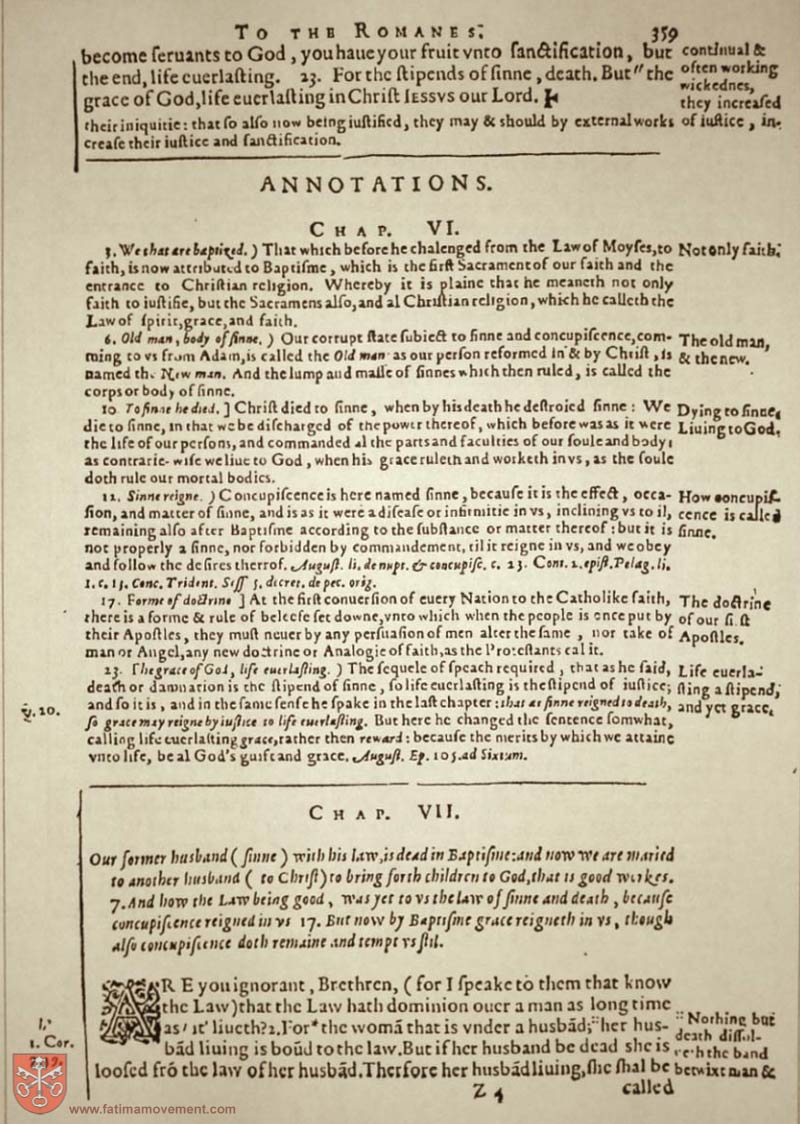 TO THE ROMANES.
359
become ſeruants to God, you haue your fruit vnto ſanctification, but
the end, life euerlaſting. 23. For the ſtipends of ſinne, death. But "the
grace of God, life euerlaſting in Chriſt IESSVS our Lord.
their iniquitie: that ſo alſo now being iuſtified, they may & should by external works
creaſe their iuſtice and ſanctification.
continual &
often working
wickednes,
they increaſed
of iuſtice, in-
ANNOTATIONS.
CHAP. VI.
3. We that are baptized.) That which before he chalenged from the Law of Moyſes, to
faith, is now attributed to Baptiſme, which is the firſt Sacrament of our faith and the
entrance to Chriſtian religion. Whereby it is plaine that he meaneth not only
faith to iuſtifie, but the Sacramens alſo, and al Chriſtian religion, which he calleth the
Law of ſpirit, grace, and faith.
Not only faith:
6. Old man, body of ſinne.) Our corrupt ſtate ſubiect to ſinne and concupiſcence, com-
ming to vs from Adam, is called the Old man as our perſon reformed in & by Chriſt, is
named the New man. And the lump and maſſe of ſinnes which then ruled, is called the
corps or body of ſinne.
The old man,
& the new.
10 To ſinne he died.] Chriſt died to ſinne, when by his death he deſtroied ſinne: We
die to ſinne, in that we be diſcharged of the power thereof, which before was as it were
the life of our perſons, and commanded al the parts and faculties of our ſoule and body:
as contrarie-wiſe we liue to God, when his grace ruleth and worketh in vs, as the ſoule
doth rule our mortal bodies.
Dying to ſinne,
Liuing to God.
12. Sinne reigne.) Concupiſcence is here named ſinne, becauſe it is the effect, occa-
ſion, and matter of ſinne, and is as it were a diſeaſe or infirmitie in vs, inclining vs to il,
remaining alſo after Baptiſme according to the ſubſtance or matter thereof: but it is
not properly a ſinne, nor forbidden by commandement, til it reigne in vs, and we obey
and follow the deſires therrof. Auguſt. li. de nupt. & concupiſc. c. 23. Cont. 2. epiſt. Pelag. li.
1. c. 13. Conc. Trident. Seſſ 5. decret. de pec. orig.
How concupiſ-
cence is called
ſinne.
17. Forme of doctrine] At the firſt conuerſion of euery Nation to the Catholike faith,
there is a forme & rule of beleefe ſet downe, vnto which when the people is once put by
their Apoſtles, they muſt neuer by any perſuaſion of men alter the ſame, nor take of
man or Angel, any new doctrine or Analogie of faith, as the Proteſtants cal it.
The doctrine
of our firſt
Apoſtles.
23. The grace of God, life euerlaſting.) The ſequele of ſpeach required, that as he ſaid,
death or damnation is the ſtipend of ſinne, ſo life euerlaſting is the ſtipend of iuſtice;
and ſo it is, and in the ſame ſenſe he ſpake in the laſt chapter: that as ſinne reigned to death,
ſo grace may reigne by iuſtice to life euerlaſting. But here he changed the ſentence ſomwhat,
calling life euerlaſting grace, rather then reward: becauſe the merits by which we attaine
vnto life, be al God's guift and grace. Auguſt. Ep. 105. ad Sixtum.
Life euerla-
ſting a ſtipend,
and yet grace.
v. 20.
CHAP. VII.
Our former husband (ſinne) with his law, is dead in Baptiſme: and now we are maried
to another husband (to Chriſt) to bring forth children to God, that is good workes.
7. And how the Law being good, was yet to vs the law of ſinne and death, becauſe
concupiſcence reigned in vs 17. But now by Baptiſme grace reigneth in vs, though
alſo concupiſcence doth remaine and tempt vs ſtil.
ARE you ignorant, Brethren, (for I ſpeake to them that know
the Law) that the Law hath dominion ouer a man as long time
as it liueth? 2. For * the womã that is vnder a husbãd; " her hus-
bãd liuing is boũd to the law. But if her husband be dead she is
looſed frõ the law of her husbãd. Therfore her husbãd liuing, ſhe ſhal be
1. Cor.
:: Nothing but
death diſſol-
the band
betwixt man &
Z 4
called
www.fatimamovement.com